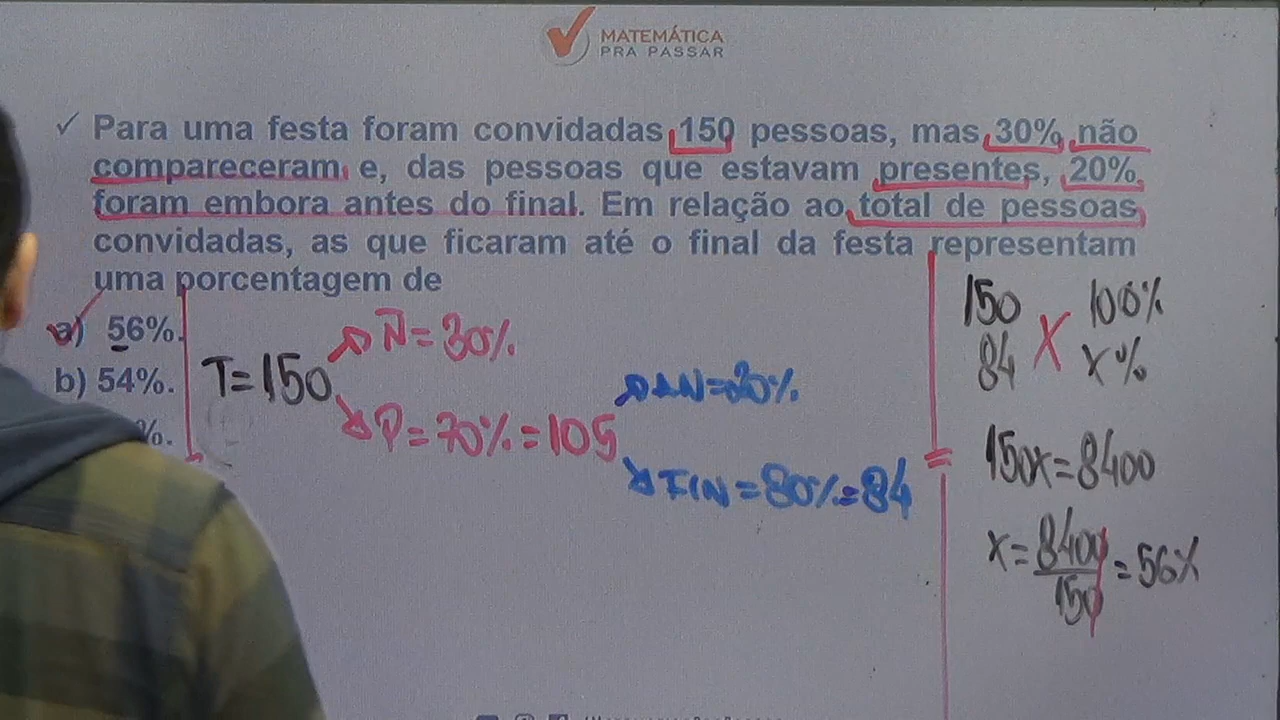 MATEMÁTICA
PRA PASSAR
✓ Para uma festa foram convidadas 150 pessoas, mas 30% não
compareceram e, das pessoas que estavam presentes, 20%
foram embora antes do final. Em relação ao total de pessoas
convidadas, as que ficaram até o final da festa representam
uma porcentagem de
a) 56%.
b) 54%.
%.
T=150
Ñ=30%
P=70%=105
=20%
FIN=80%=84
150 100%
84 X%
150X=8400
X=8400/150=56%